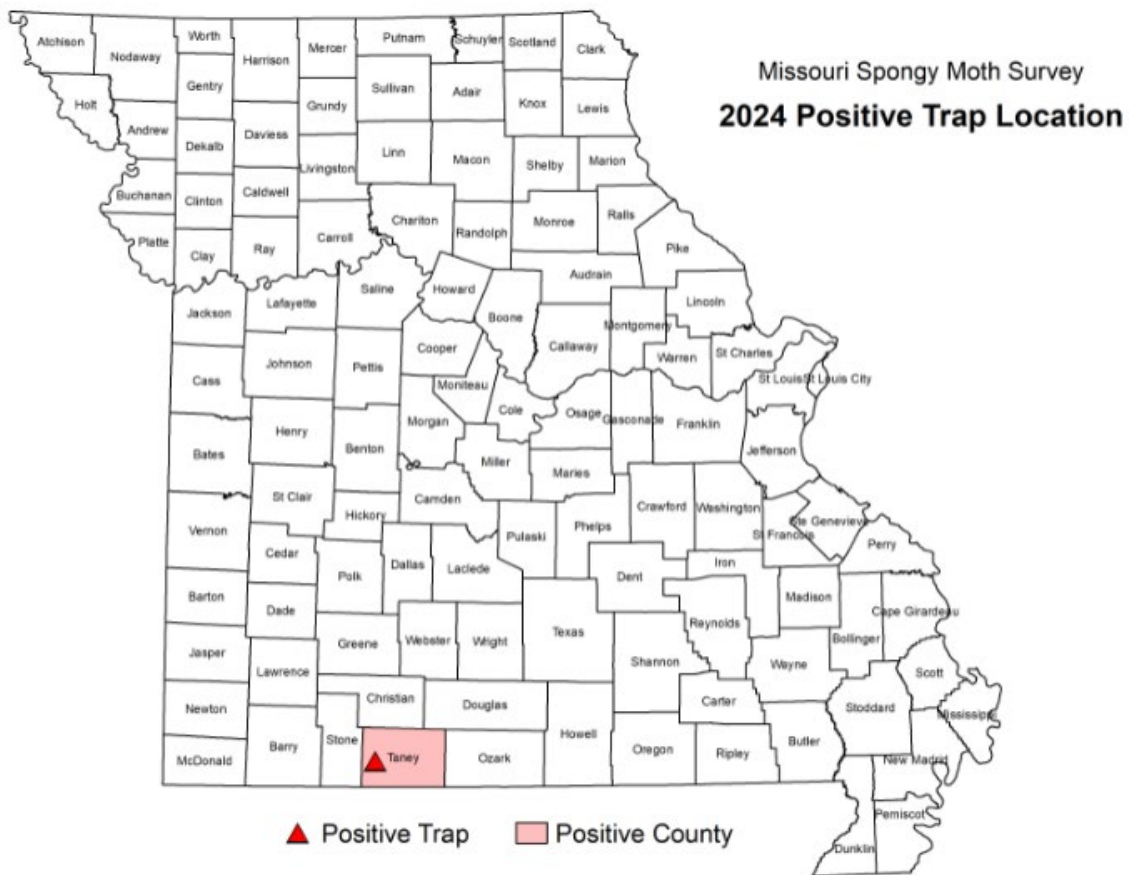 Missouri Spongy Moth Survey
2024 Positive Trap Location
Atchison
Nodaway
Worth
Harrison
Mercer
Putnam
Schuyler
Scotland
Clark
Holt
Gentry
Grundy
Sullivan
Adair
Knox
Lewis
Andrew
Dekalb
Daviess
Livingston
Linn
Macon
Shelby
Marion
Buchanan
Clinton
Caldwell
Platte
Clay
Ray
Carroll
Chariton
Randolph
Monroe
Ralls
Pike
Audrain
Jackson
Lafayette
Saline
Howard
Boone
Callaway
Montgomery
Lincoln
Cass
Johnson
Pettis
Cooper
Moniteau
Cole
Osage
Gasconade
Warren
St Charles
St Louis
St Louis City
Franklin
Jefferson
Bates
Henry
Benton
Morgan
Miller
Maries
Vernon
St Clair
Hickory
Camden
Pulaski
Phelps
Crawford
Washington
St Francois
Ste Genevieve
Perry
Barton
Cedar
Polk
Dallas
Laclede
Dent
Iron
Madison
Cape Girardeau
Bollinger
Jasper
Dade
Greene
Webster
Wright
Texas
Shannon
Reynolds
Wayne
Scott
Mississippi
Stoddard
Newton
Lawrence
Christian
Douglas
Howell
Carter
McDonald
Barry
Stone
Taney
Ozark
Oregon
Ripley
Butler
New Madrid
Pemiscot
Dunklin
Positive Trap
Positive County